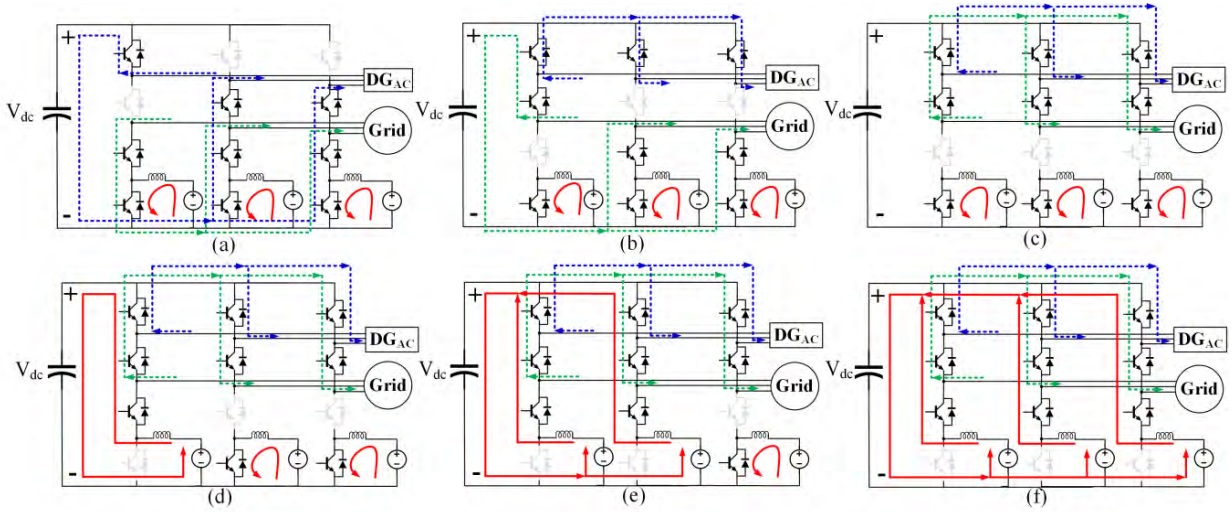 +
V_dc
-
DG_AC
Grid
(a)
+
V_dc
-
DG_AC
Grid
(b)
+
V_dc
-
DG_AC
Grid
(c)
+
V_dc
-
DG_AC
Grid
(d)
+
V_dc
-
DG_AC
Grid
(e)
+
V_dc
-
DG_AC
Grid
(f)